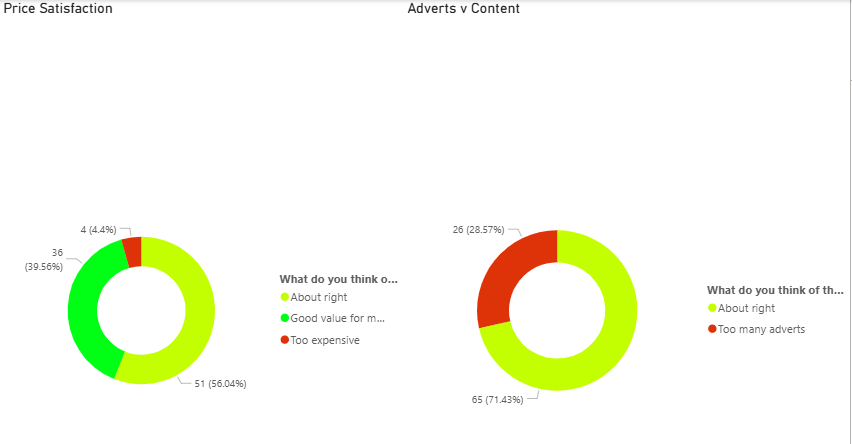 Price Satisfaction
Adverts v Content
4 (4.4%)
36
(39.56%)
51 (56.04%)
What do you think o...
About right
Good value for m...
Too expensive
26 (28.57%)
65 (71.43%)
What do you think of th...
About right
Too many adverts